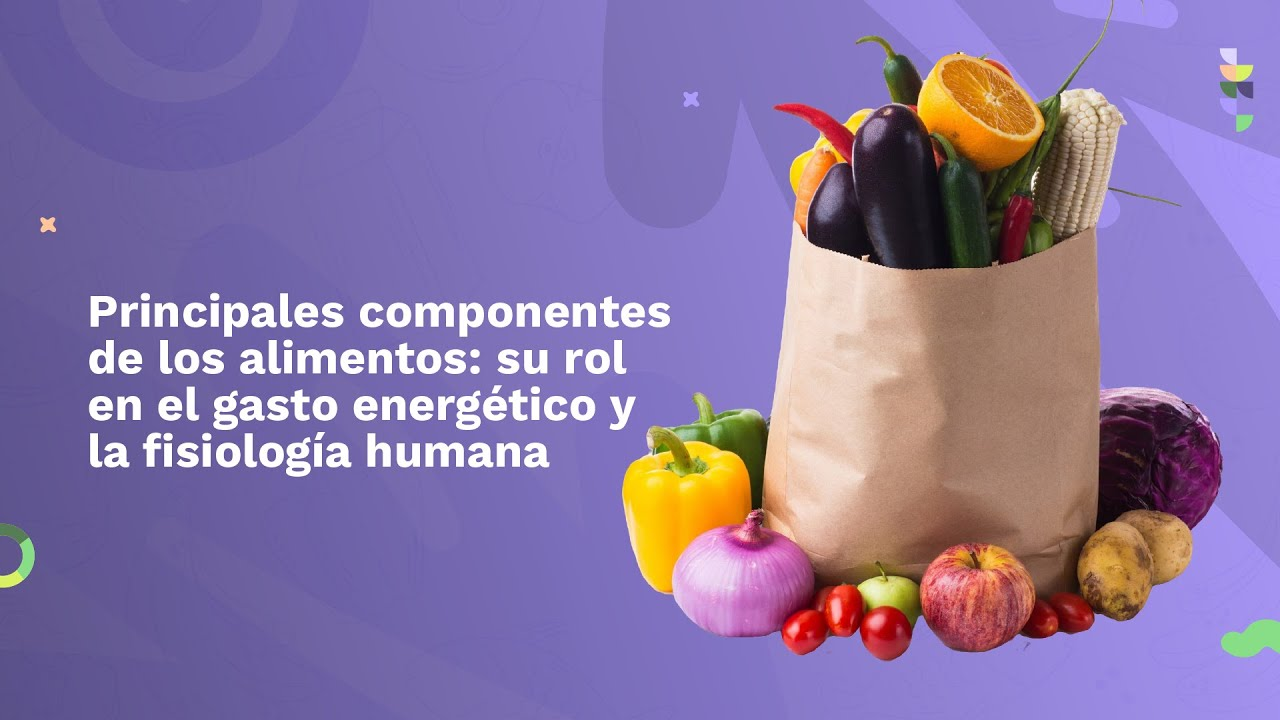 Principales componentes
de los alimentos: su rol
en el gasto energético y
la fisiología humana